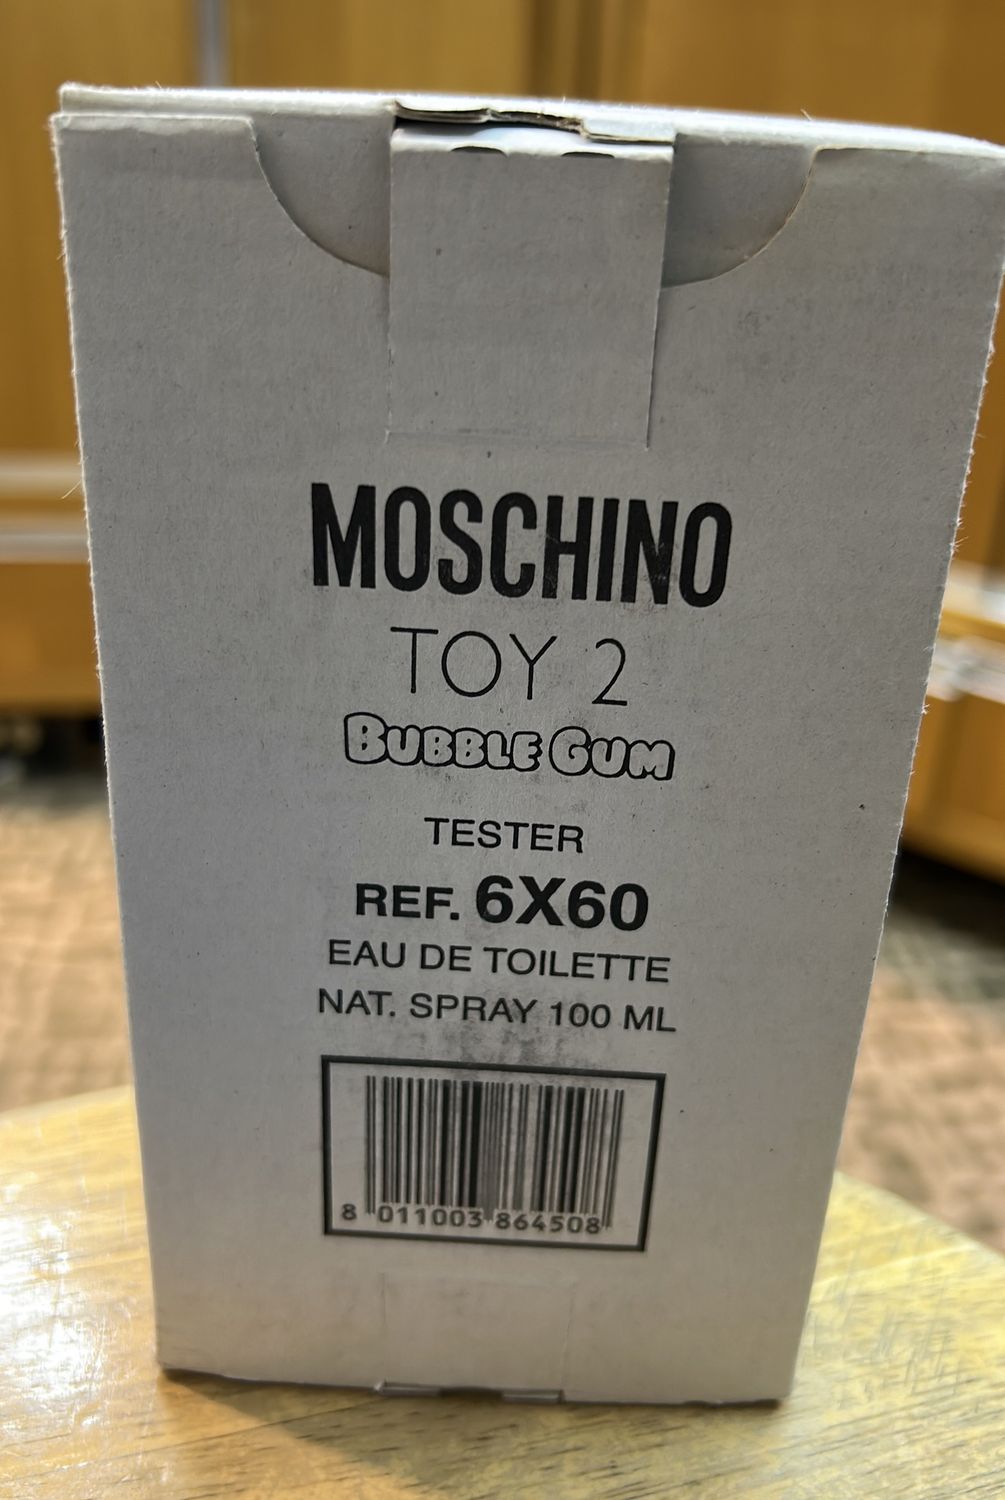 MOSCHINO
TOY 2
BUBBLE GUM
TESTER
REF. 6X60
EAU DE TOILETTE
NAT. SPRAY 100 ML
8 011003 864508